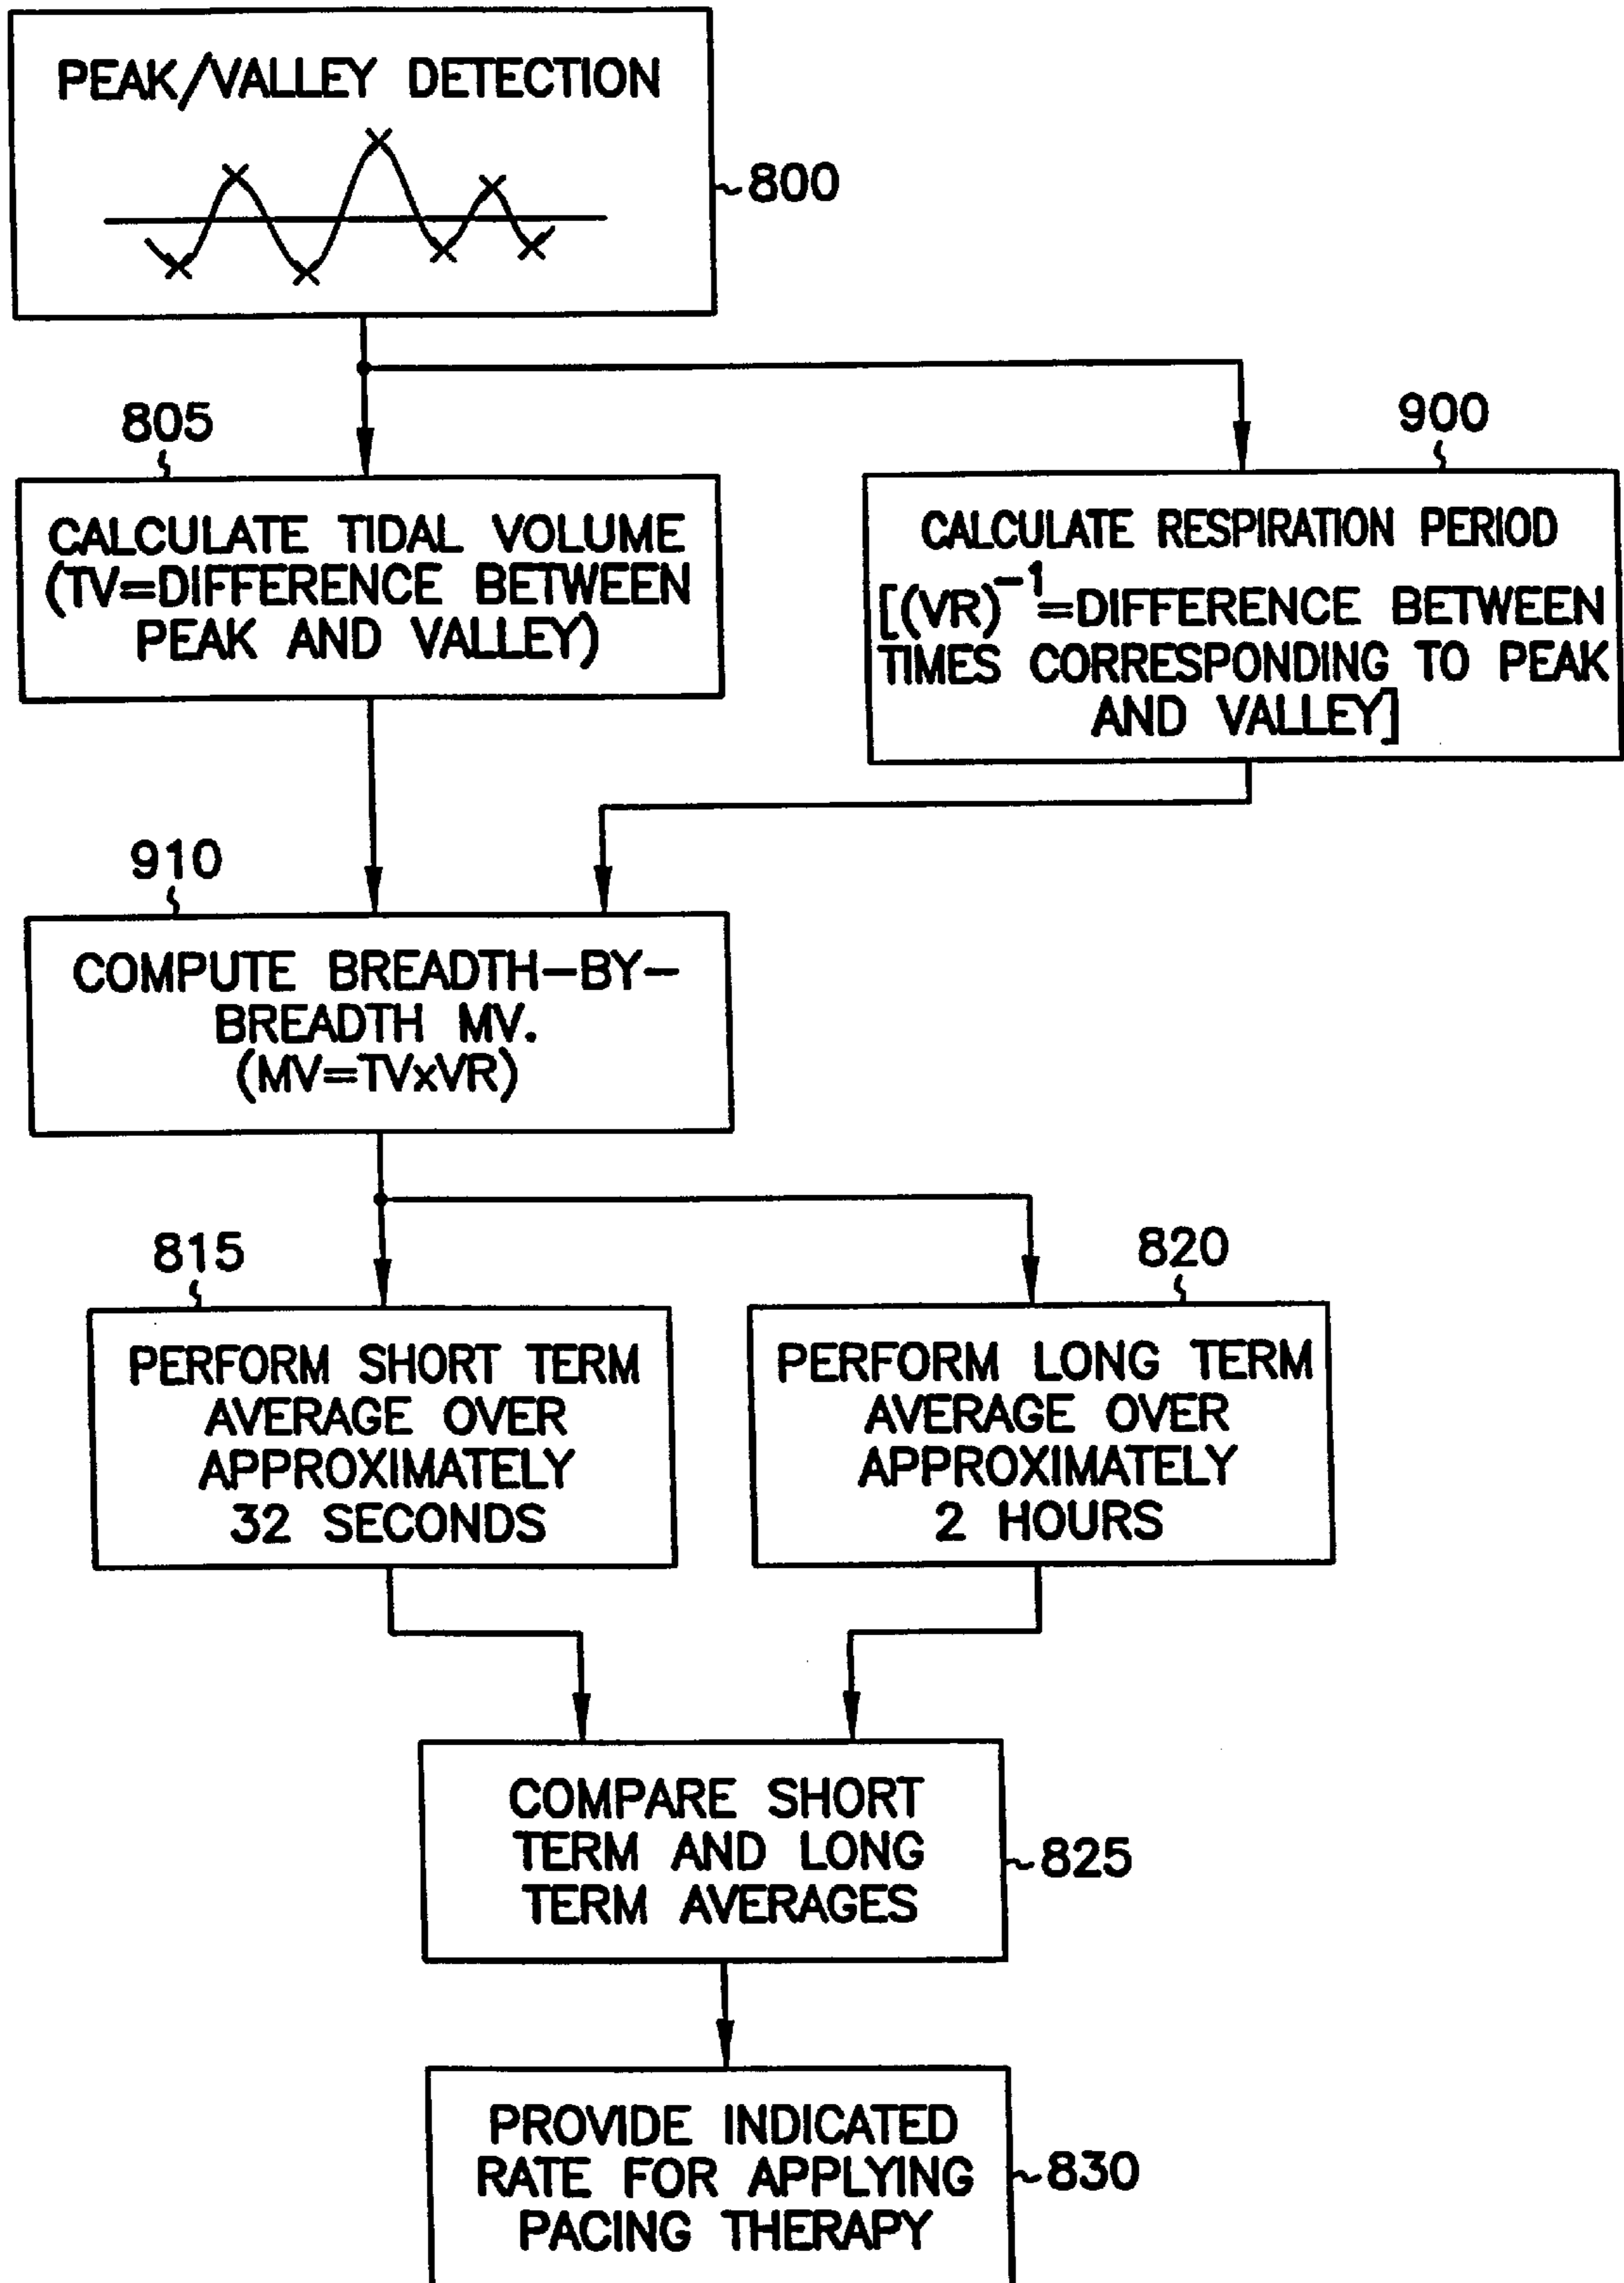 PEAK/VALLEY DETECTION
800
805
CALCULATE TIDAL VOLUME
(TV=DIFFERENCE BETWEEN
PEAK AND VALLEY)
900
CALCULATE RESPIRATION PERIOD
[(VR)⁻¹=DIFFERENCE BETWEEN
TIMES CORRESPONDING TO PEAK
AND VALLEY]
910
COMPUTE BREADTH-BY-
BREADTH MV.
(MV=TVxVR)
815
PERFORM SHORT TERM
AVERAGE OVER
APPROXIMATELY
32 SECONDS
820
PERFORM LONG TERM
AVERAGE OVER
APPROXIMATELY
2 HOURS
COMPARE SHORT
TERM AND LONG
TERM AVERAGES
825
PROVIDE INDICATED
RATE FOR APPLYING
PACING THERAPY
830